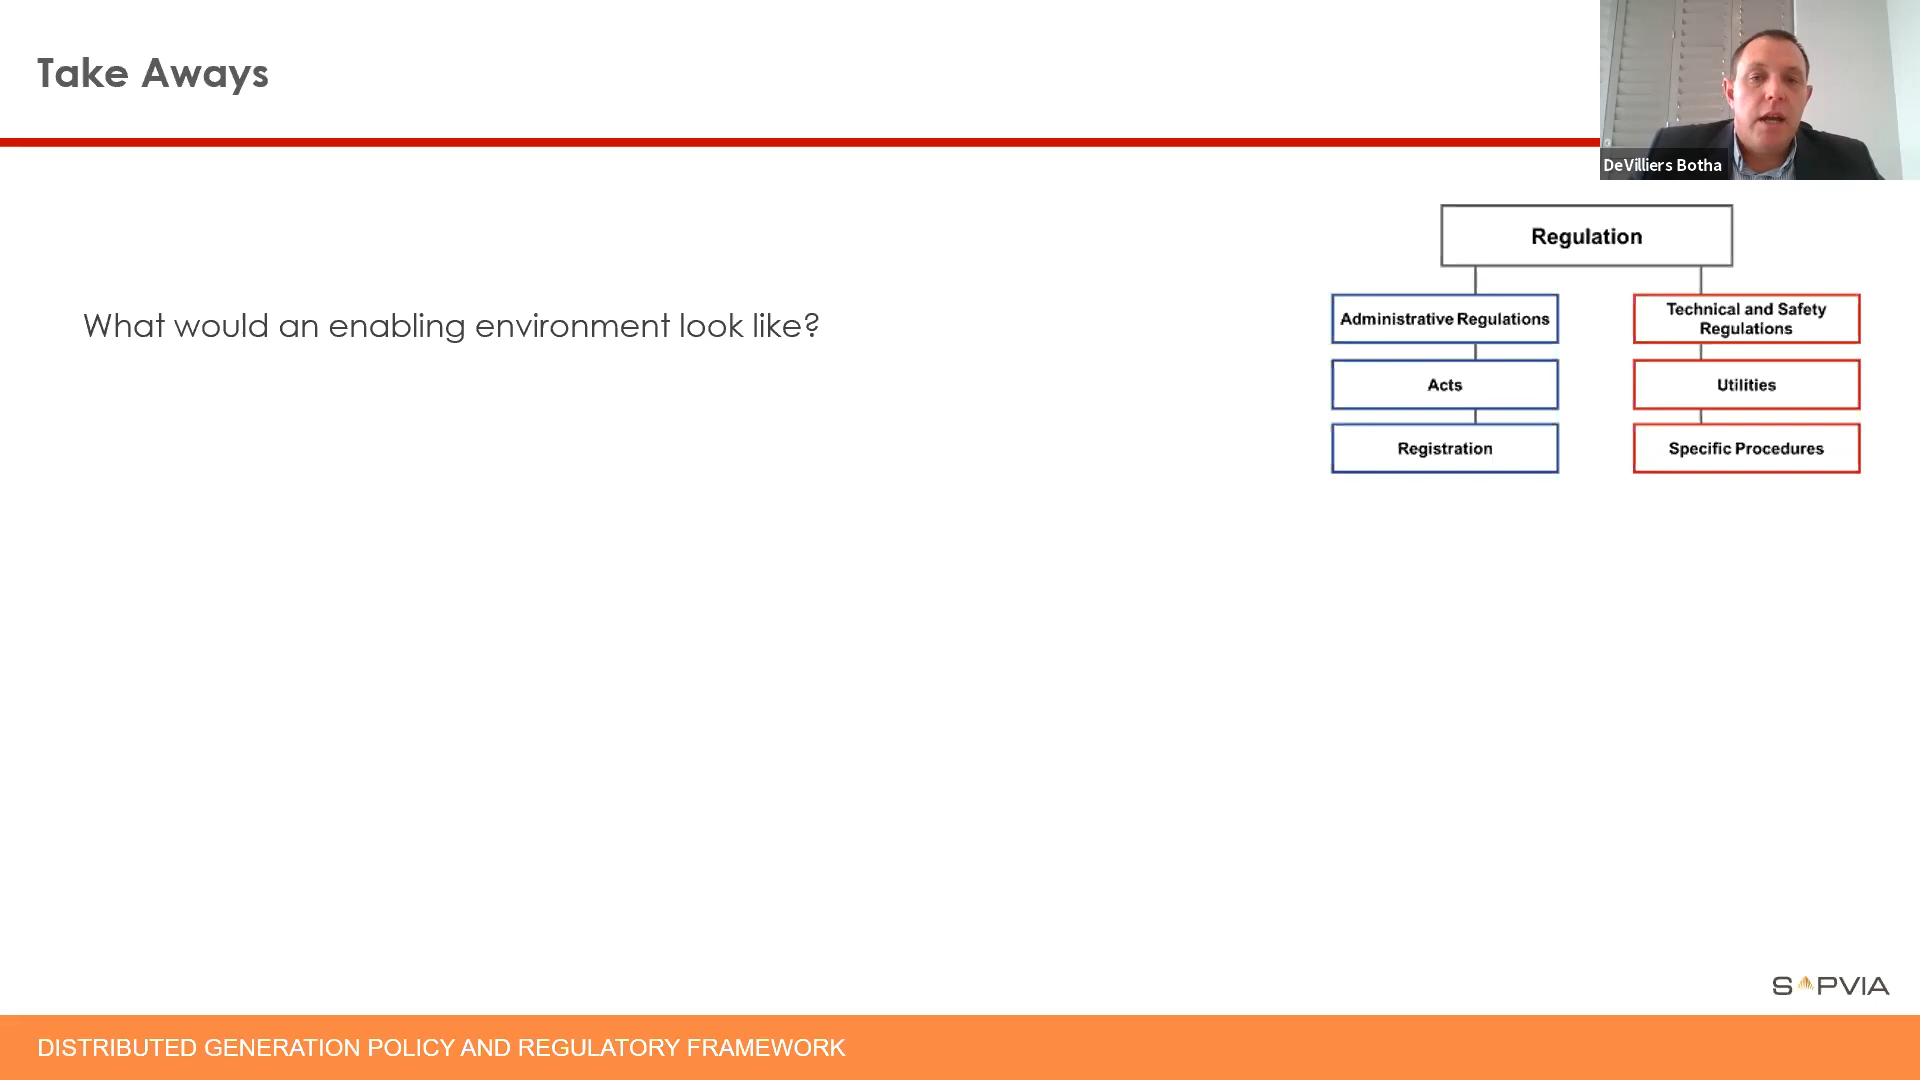 Take Aways
DeVilliers Botha
What would an enabling environment look like?
Regulation
Administrative Regulations
Acts
Registration
Technical and Safety
Regulations
Utilities
Specific Procedures
SAPVIA
DISTRIBUTED GENERATION POLICY AND REGULATORY FRAMEWORK